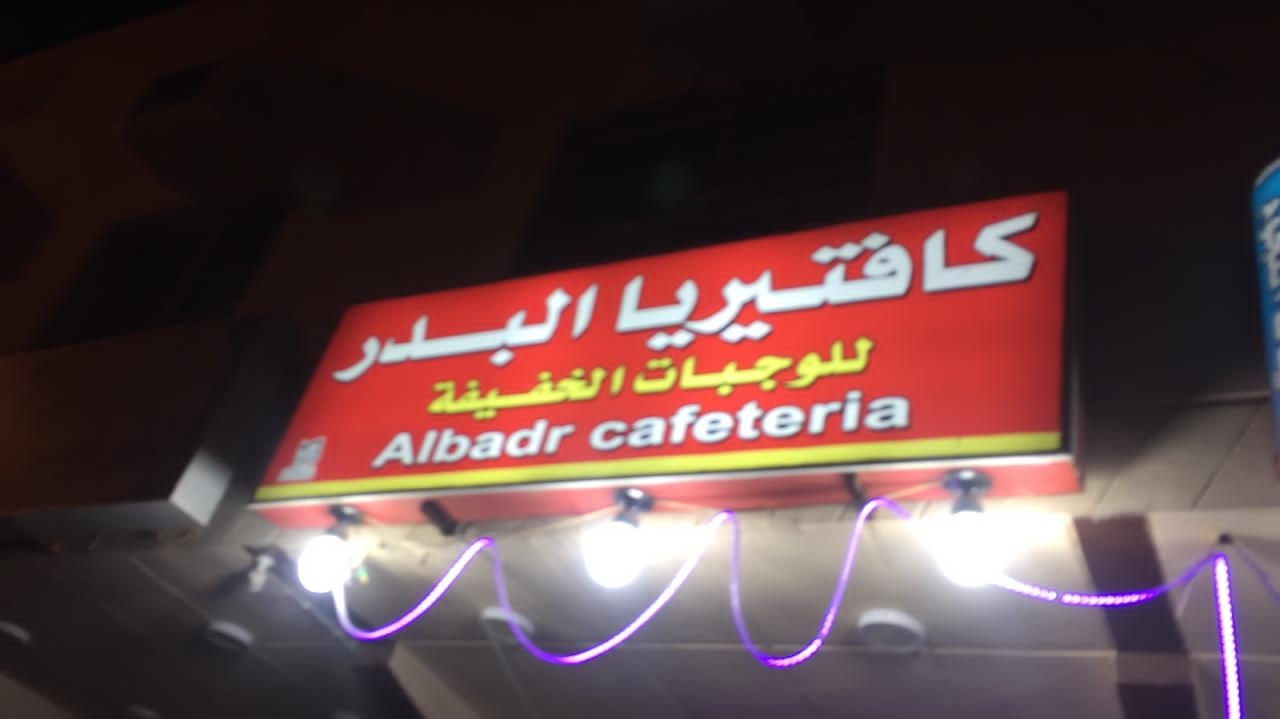 كافتيريا البدر
للوجبات الخفيفة
Albadr cafeteria